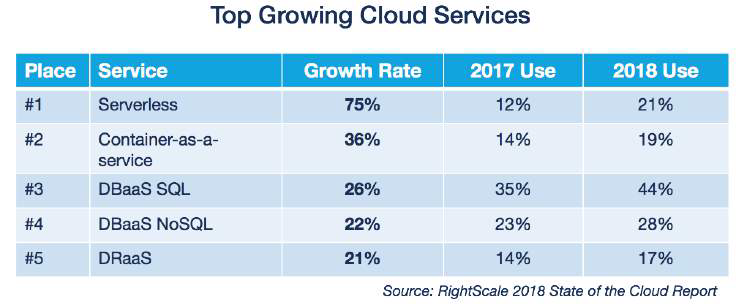 Top Growing Cloud Services
Place Service Growth Rate 2017 Use 2018 Use
#1 Serverless 75% 12% 21%
#2 Container-as-a- 36% 14% 19%
service
#3 DBaaS SQL 26% 35% 44%
#4 DBaaS NoSQL 22% 23% 28%
#5 DRaaS 21% 14% 17%
Source: RightScale 2018 State of the Cloud Report